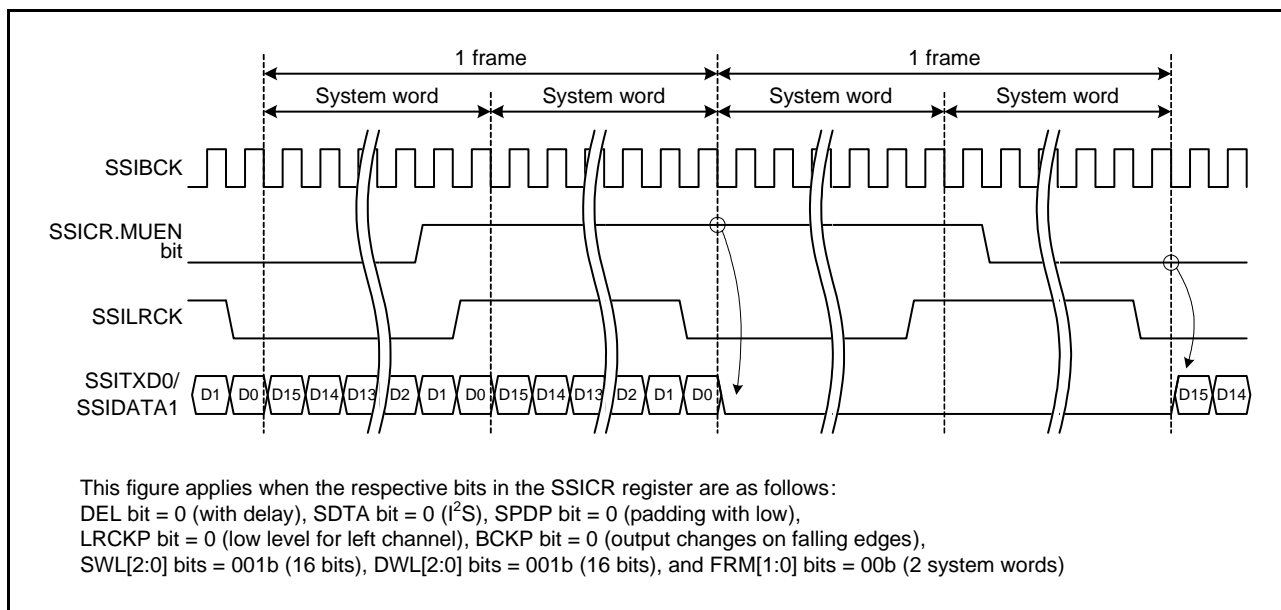 1 frame 1 frame
System word System word System word System word
SSIBCK
SSICR.MUEN
bit
SSILRCK
SSITXD0/
SSIDATA1
D1 D0 D15 D14 D13 D2 D1 D0 D15 D14 D13 D2 D1 D0 D15 D14
This figure applies when the respective bits in the SSICR register are as follows:
DEL bit = 0 (with delay), SDTA bit = 0 (I²S), SPDP bit = 0 (padding with low),
LRCKP bit = 0 (low level for left channel), BCKP bit = 0 (output changes on falling edges),
SWL[2:0] bits = 001b (16 bits), DWL[2:0] bits = 001b (16 bits), and FRM[1:0] bits = 00b (2 system words)